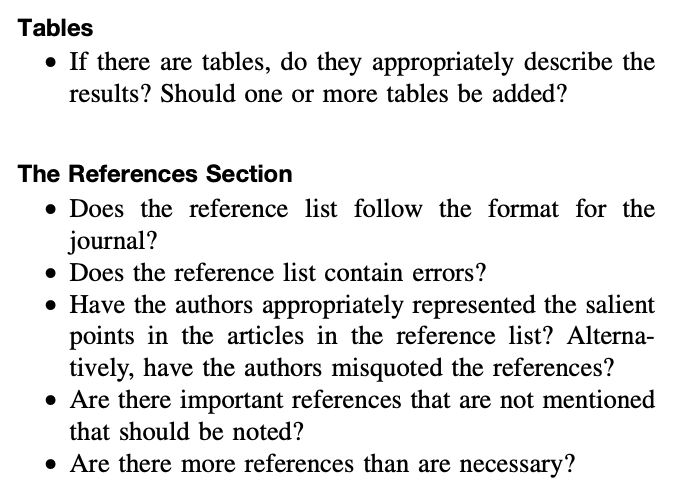 Tables
• If there are tables, do they appropriately describe the
results? Should one or more tables be added?
The References Section
• Does the reference list follow the format for the
journal?
• Does the reference list contain errors?
• Have the authors appropriately represented the salient
points in the articles in the reference list? Alterna-
tively, have the authors misquoted the references?
• Are there important references that are not mentioned
that should be noted?
• Are there more references than are necessary?